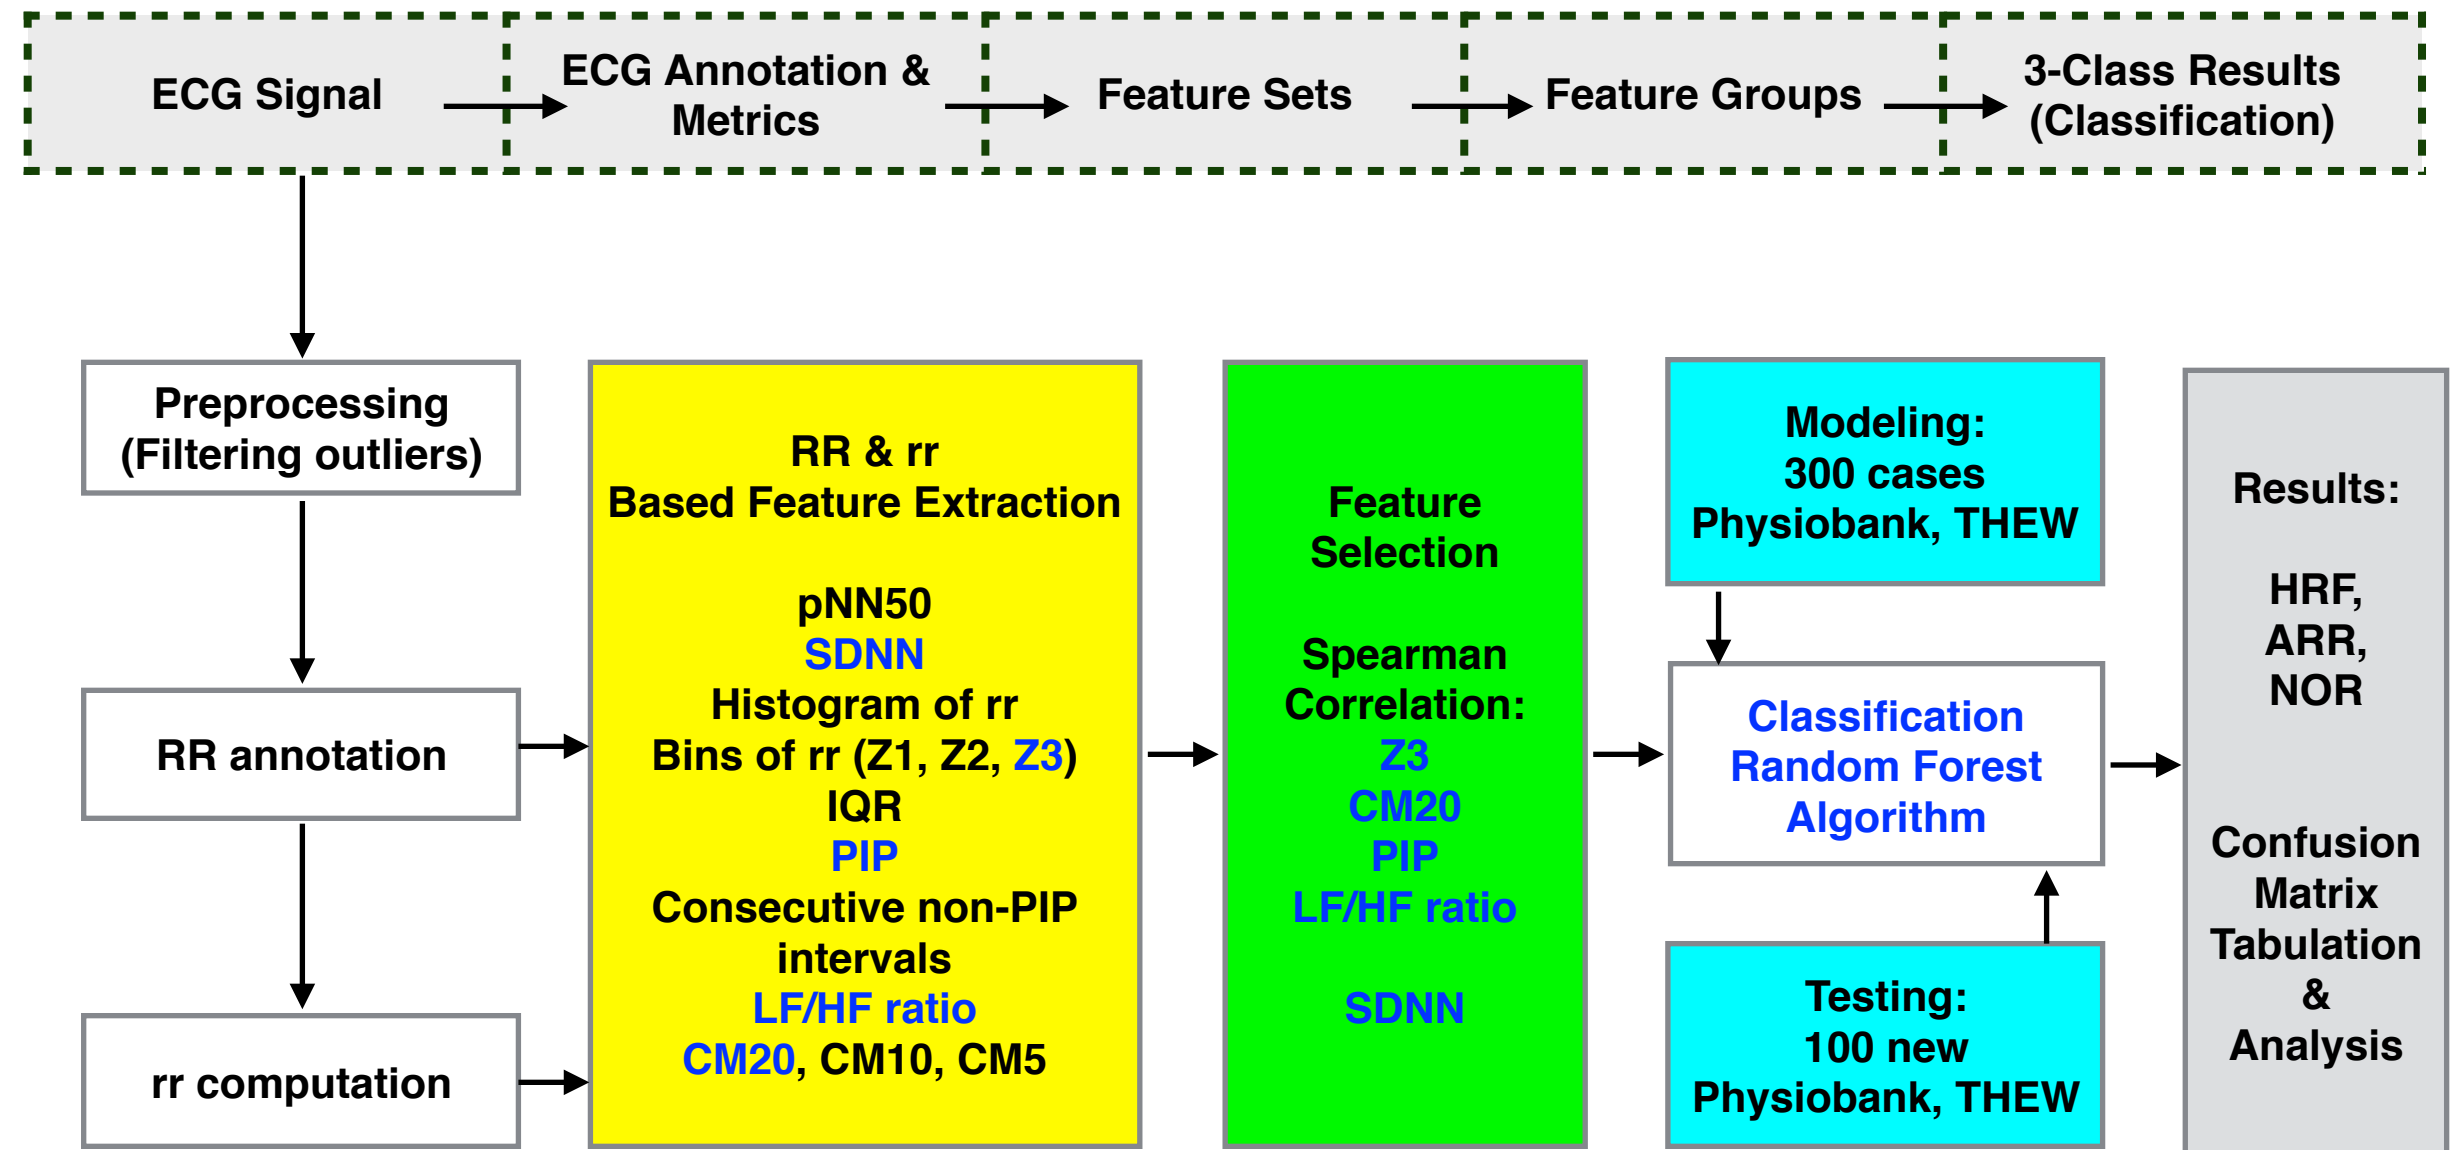 ECG Signal
ECG Annotation &
Metrics
Feature Sets
Feature Groups
3-Class Results
(Classification)
Preprocessing
(Filtering outliers)
RR annotation
rr computation
RR & rr
Based Feature Extraction
pNN50
SDNN
Histogram of rr
Bins of rr (Z1, Z2, Z3)
IQR
PIP
Consecutive non-PIP
intervals
LF/HF ratio
CM20, CM10, CM5
Feature
Selection
Spearman
Correlation:
Z3
CM20
PIP
LF/HF ratio
SDNN
Modeling:
300 cases
Physiobank, THEW
Classification
Random Forest
Algorithm
Testing:
100 new
Physiobank, THEW
Results:
HRF,
ARR,
NOR
Confusion
Matrix
Tabulation
&
Analysis